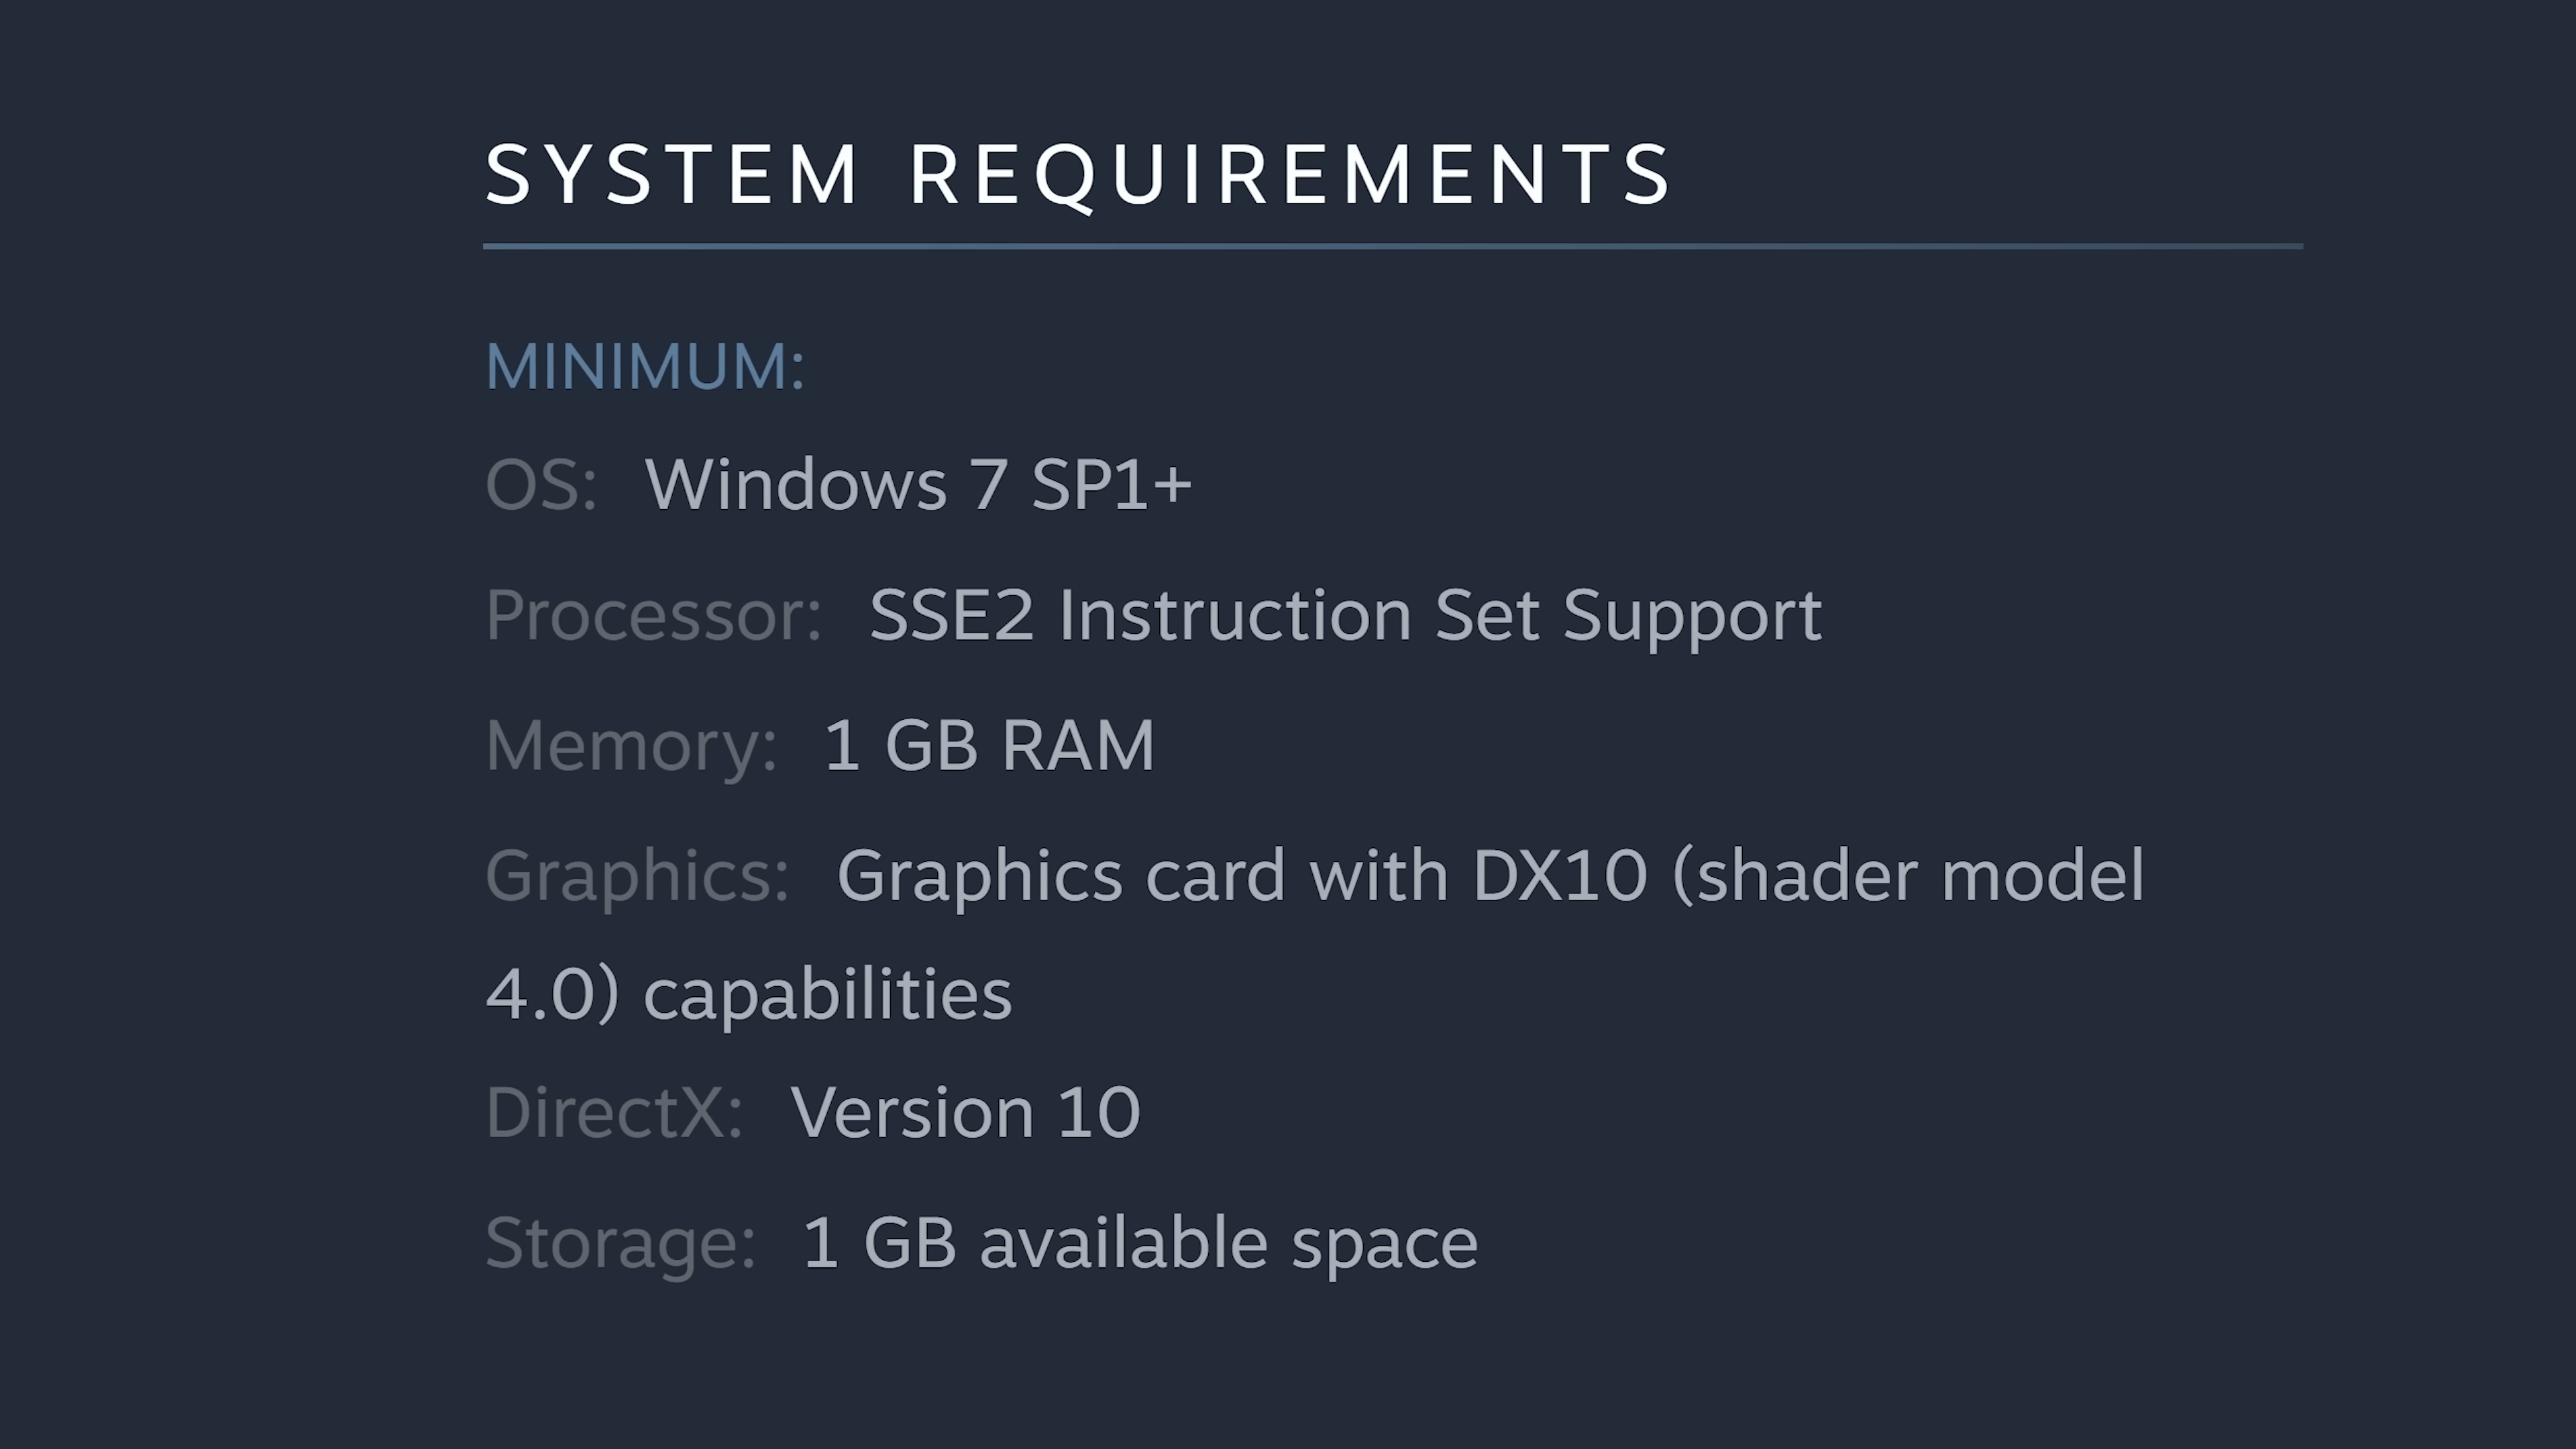 SYSTEM REQUIREMENTS
MINIMUM:
OS: Windows 7 SP1+
Processor: SSE2 Instruction Set Support
Memory: 1 GB RAM
Graphics: Graphics card with DX10 (shader model
4.0) capabilities
DirectX: Version 10
Storage: 1 GB available space